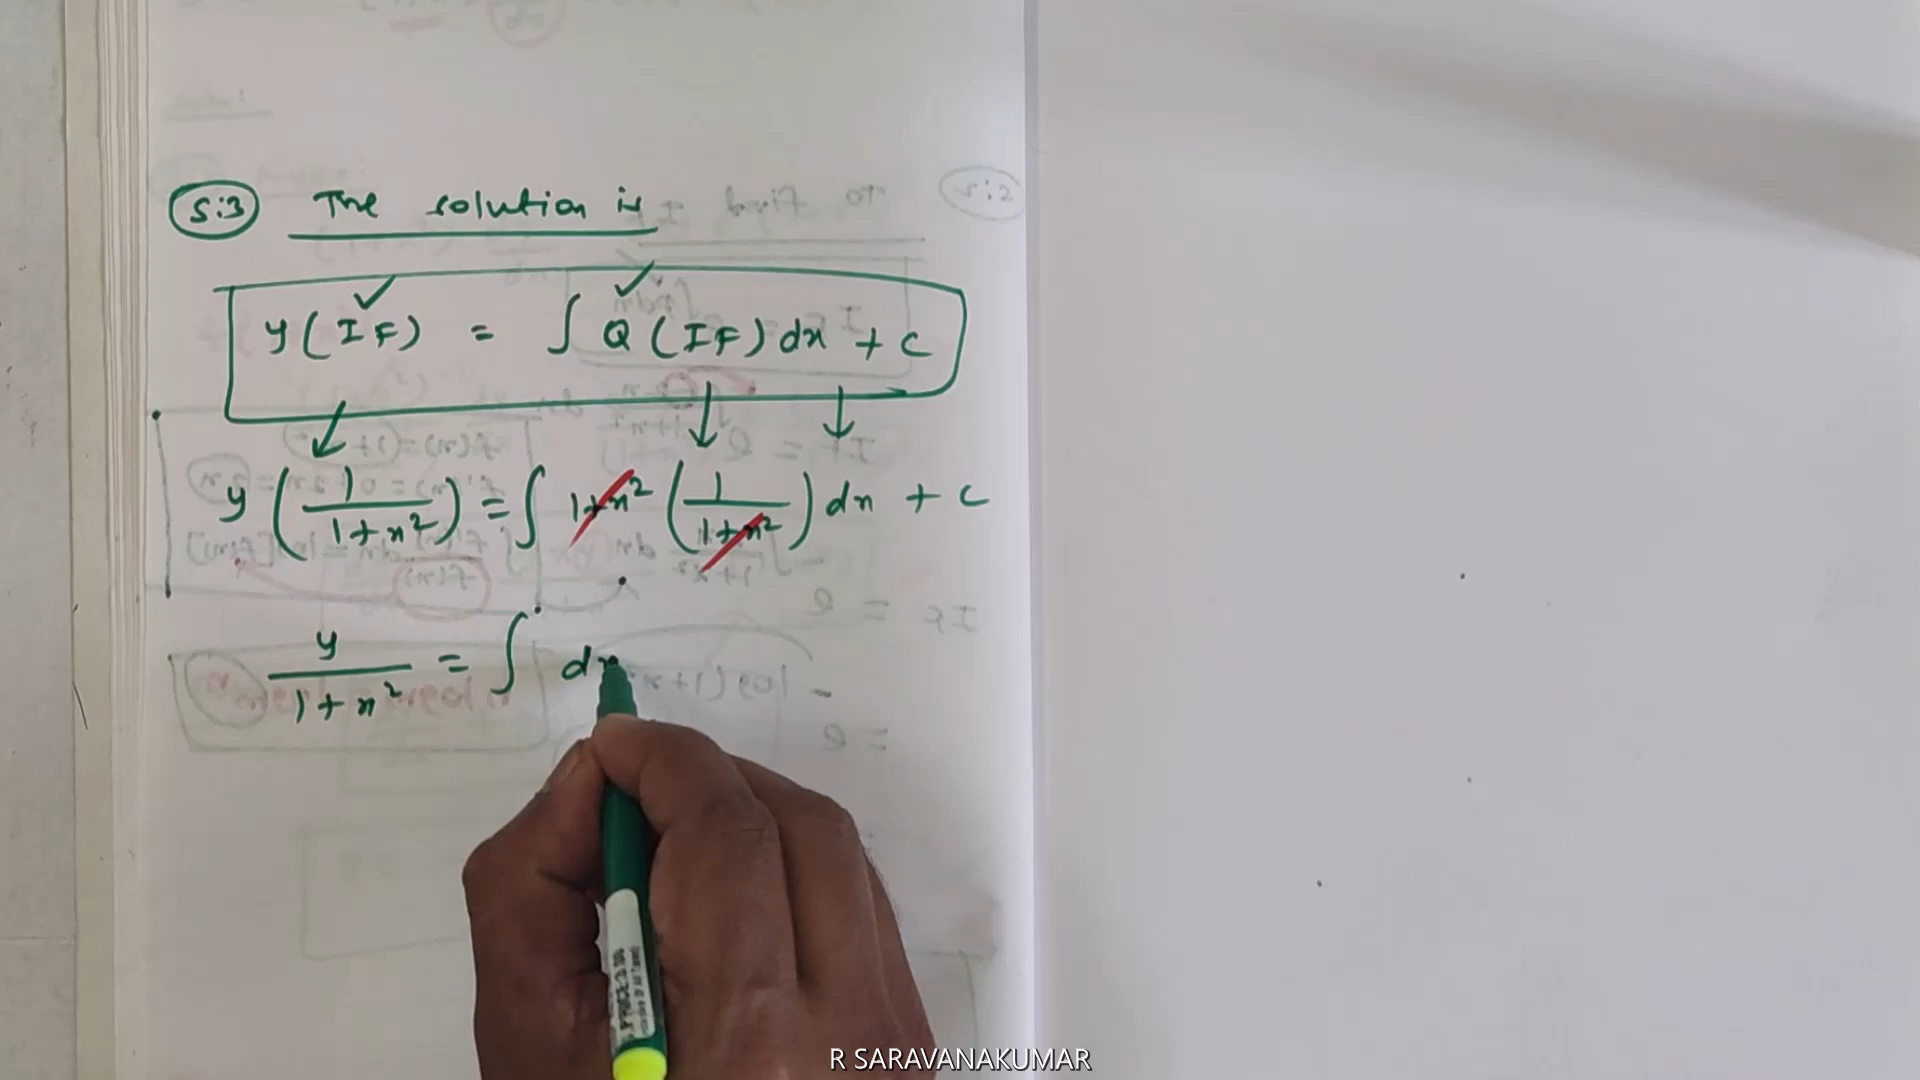 S:3 The solution is
y(IF) = ∫ Q (IF) dx + c
y (1/(1+x²)) = ∫ 1+x² (1/(1+x²)) dx + c
y/(1+x²) = ∫ dx
R SARAVANAKUMAR